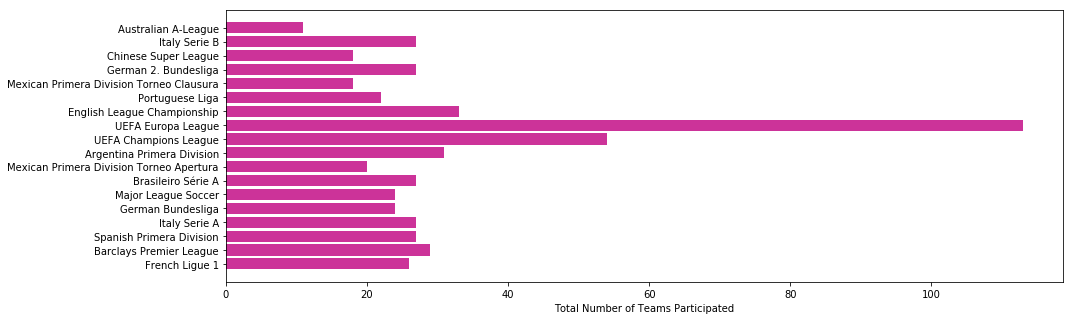 Australian A-League
Italy Serie B
Chinese Super League
German 2. Bundesliga
Mexican Primera Division Torneo Clausura
Portuguese Liga
English League Championship
UEFA Europa League
UEFA Champions League
Argentina Primera Division
Mexican Primera Division Torneo Apertura
Brasileiro Série A
Major League Soccer
German Bundesliga
Italy Serie A
Spanish Primera Division
Barclays Premier League
French Ligue 1
0 20 40 60 80 100
Total Number of Teams Participated